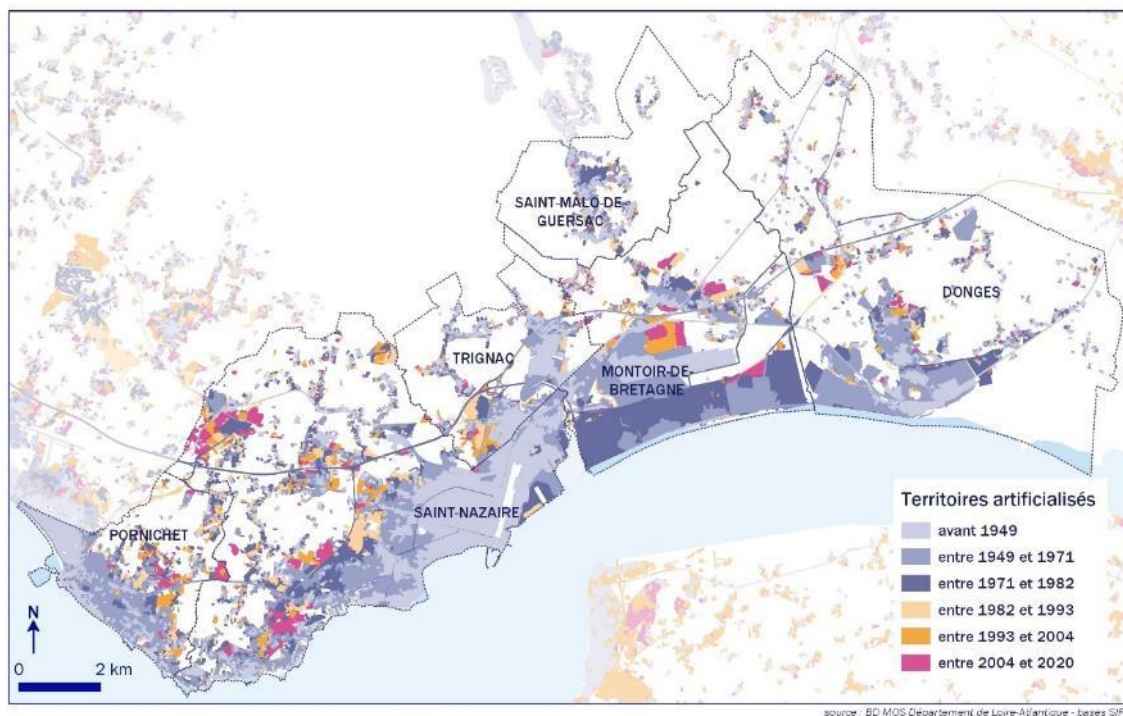 SAINT-MALO-DE-
GUERSAC
DONGES
TRIGNAC
MONTOIR-DE-
BRETAGNE
SAINT-NAZAIRE
PORNICHET
N
0 2 km
Territoires artificialisés
avant 1949
entre 1949 et 1971
entre 1971 et 1982
entre 1982 et 1993
entre 1993 et 2004
entre 2004 et 2020
source : BD MOS Département de Loire-Atlantique - bases SIF